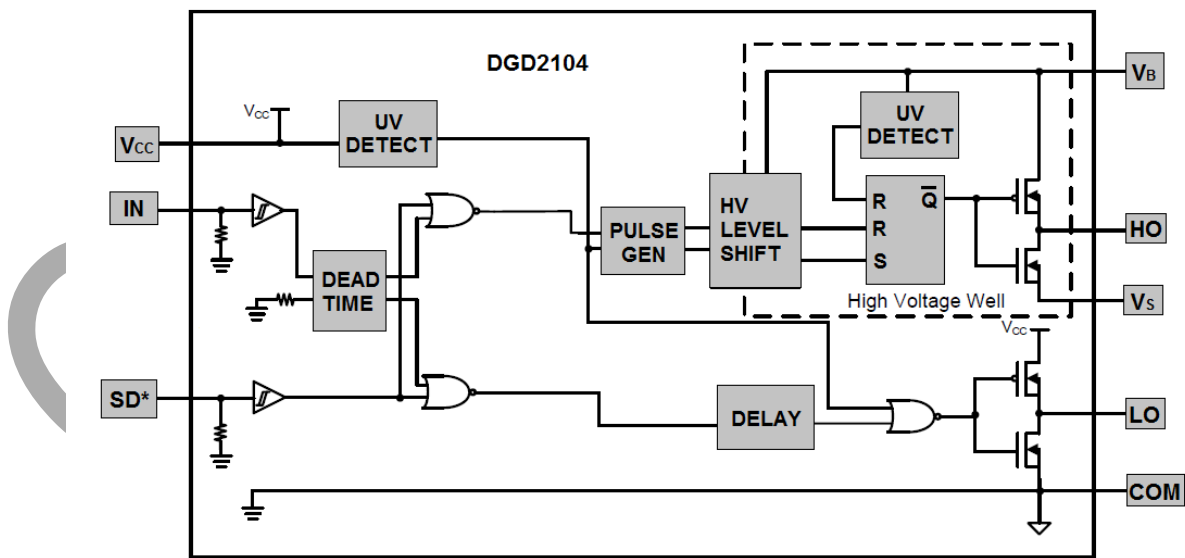 DGD2104
VB
VCC
UV
DETECT
UV
DETECT
VCC
IN
HV
LEVEL
SHIFT
R
R
S
Q̅
PULSE
GEN
HO
DEAD
TIME
High Voltage Well
VS
VCC
SD*
DELAY
LO
COM